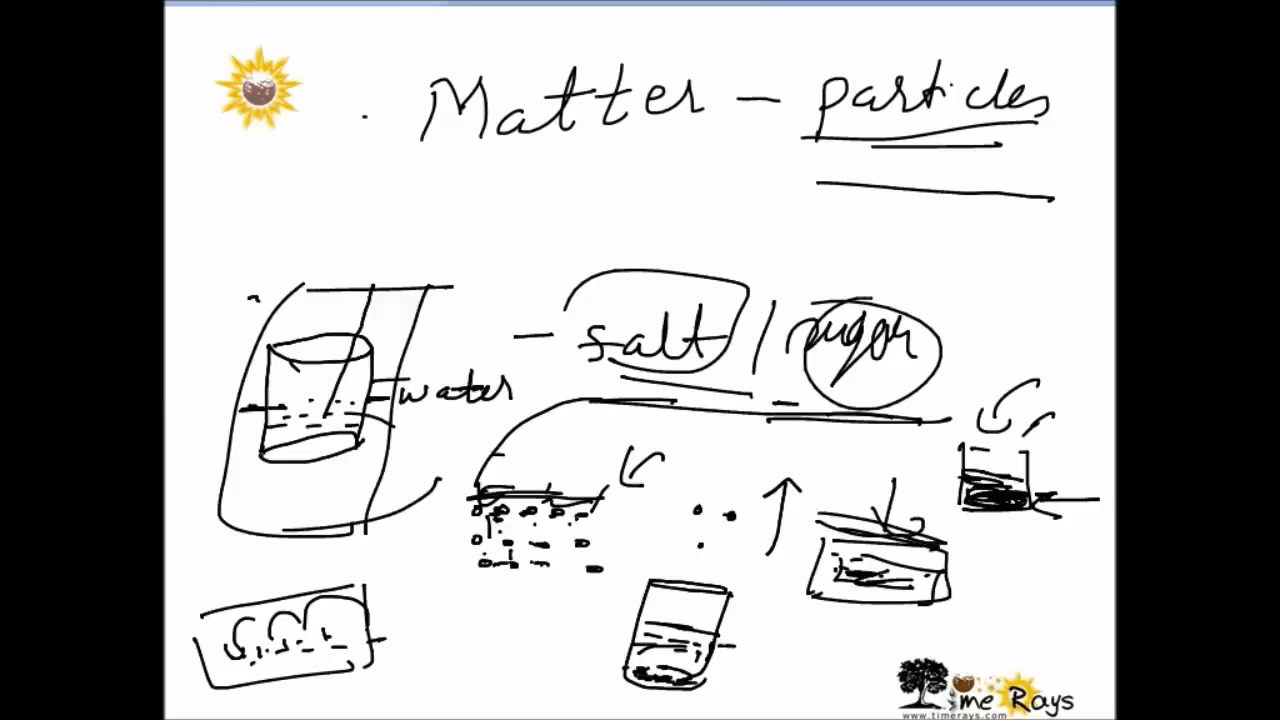 Matter – particles
– salt / sugar
water
Time Rays
www.timerays.com